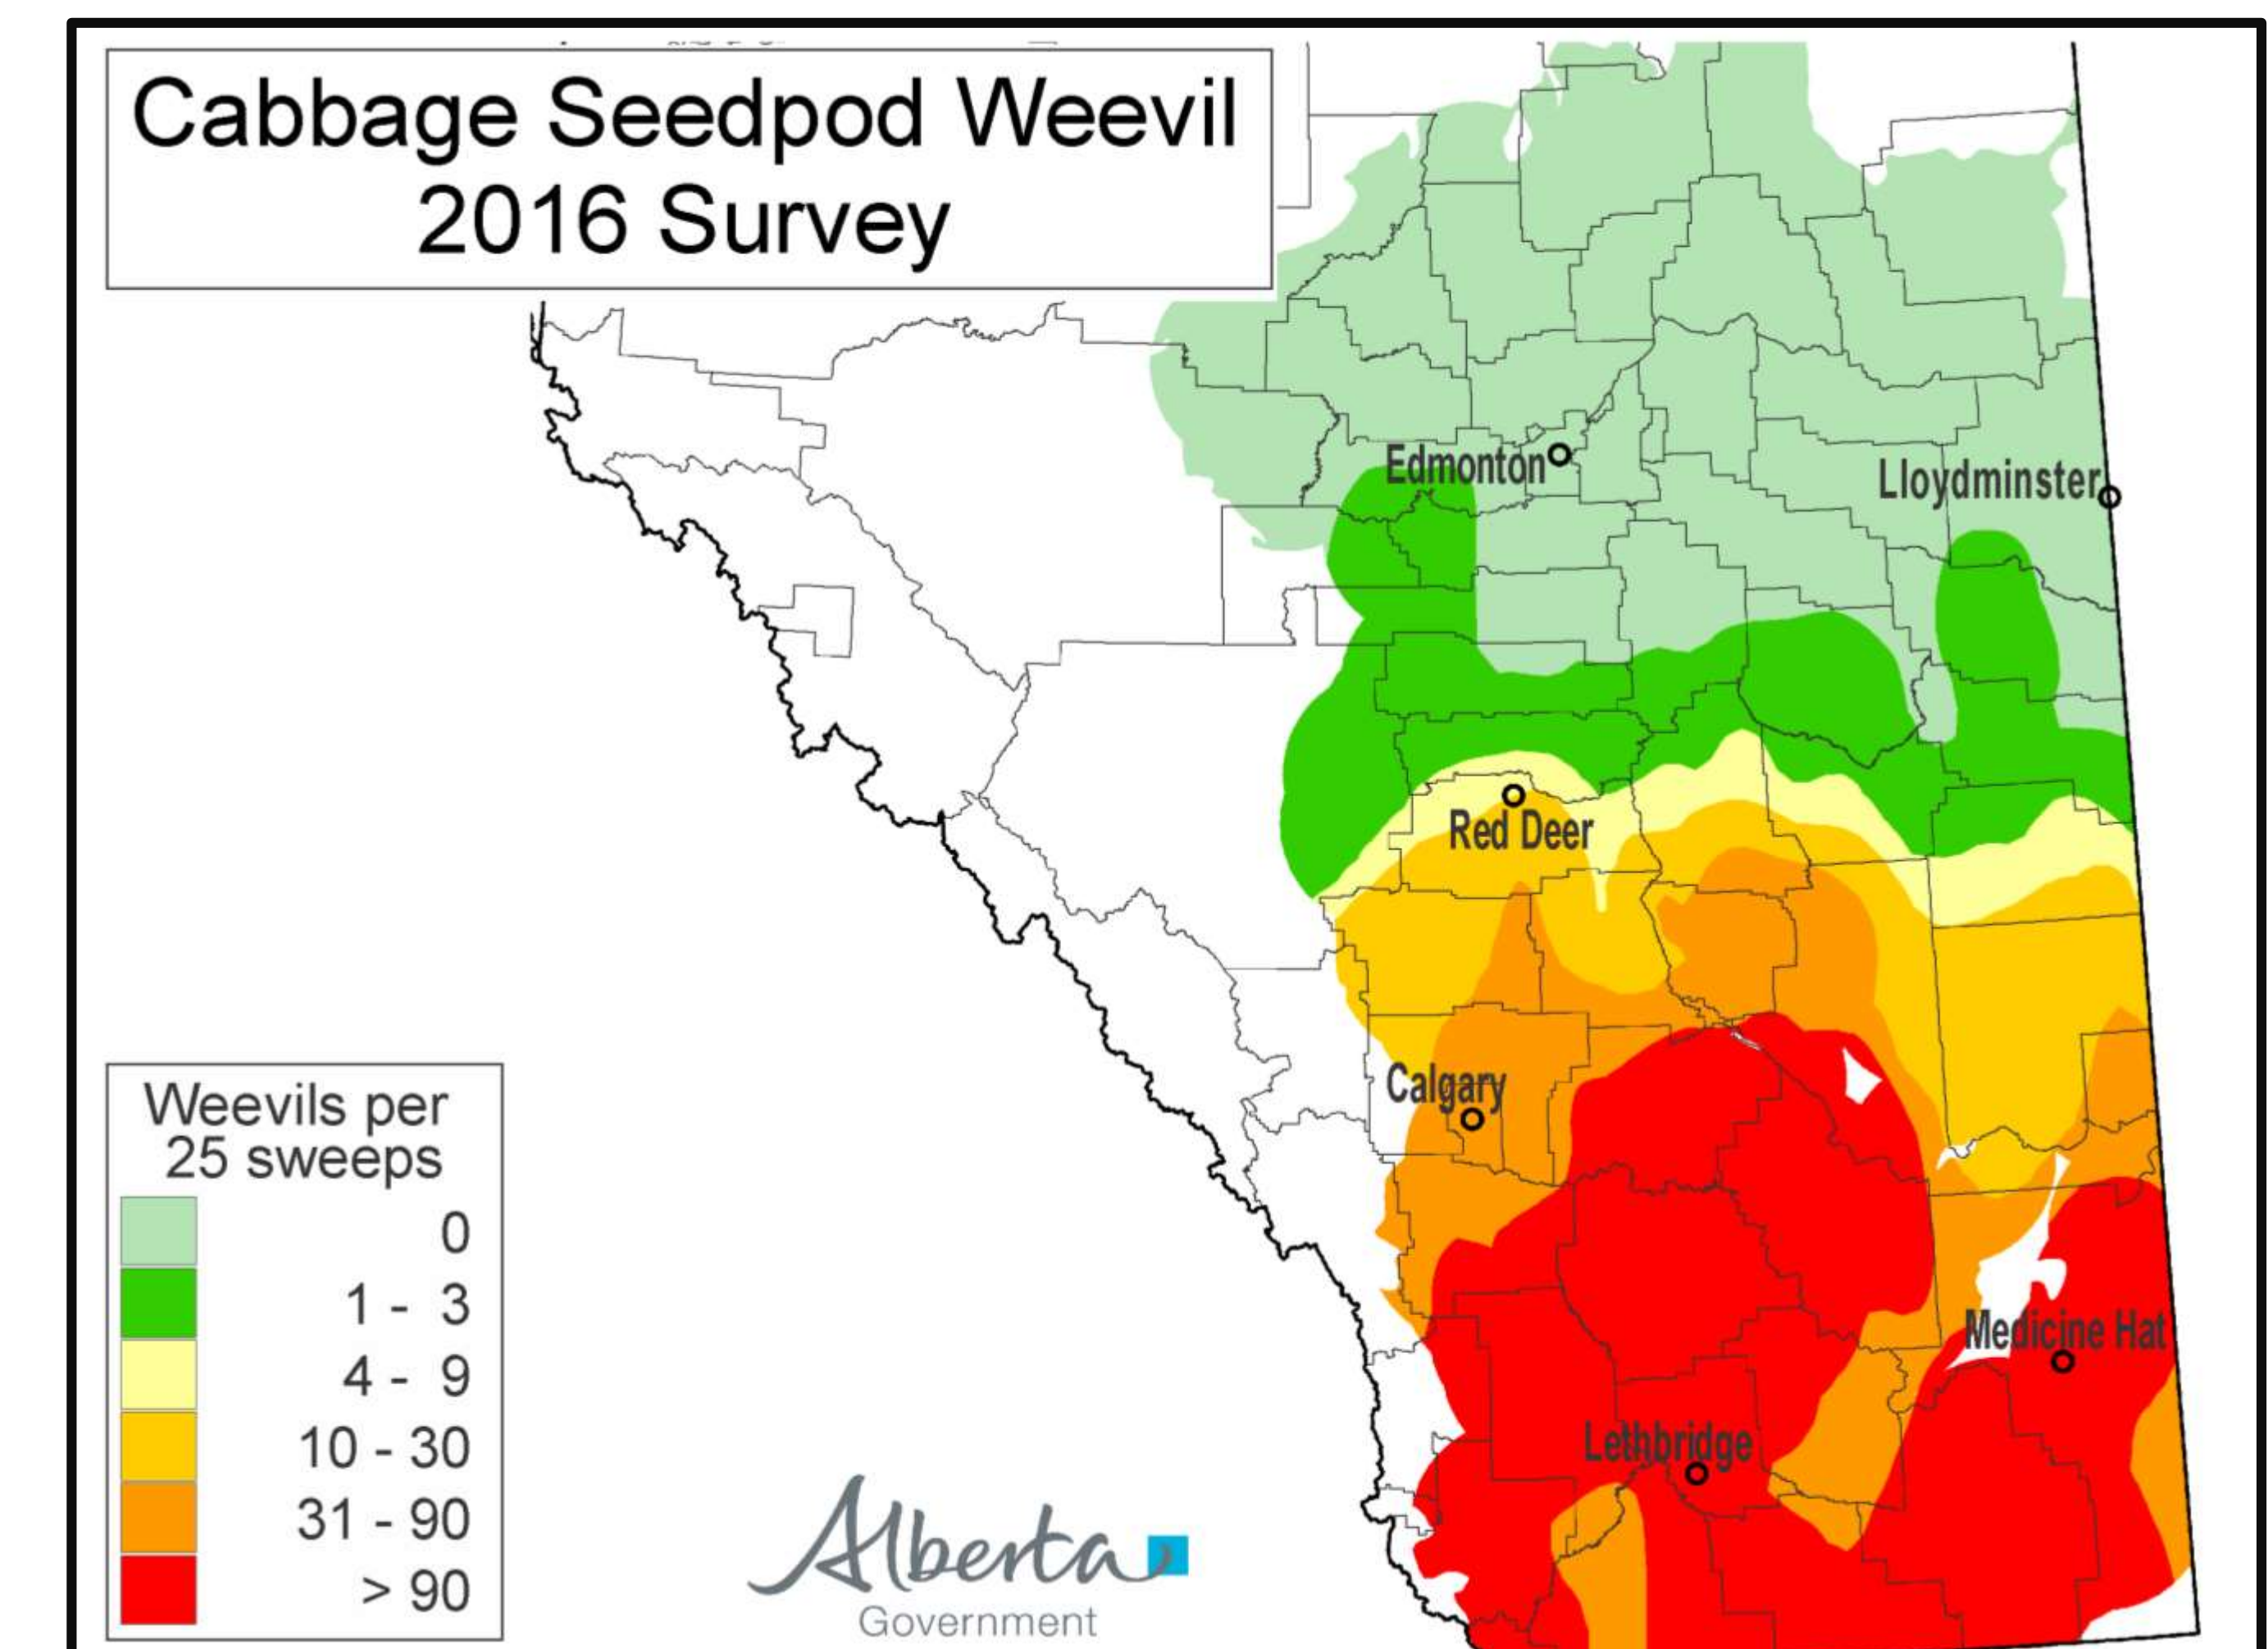 Cabbage Seedpod Weevil
2016 Survey
Edmonton
Lloydminster
Red Deer
Calgary
Medicine Hat
Lethbridge
Weevils per
25 sweeps
0
1 - 3
4 - 9
10 - 30
31 - 90
> 90
Alberta
Government